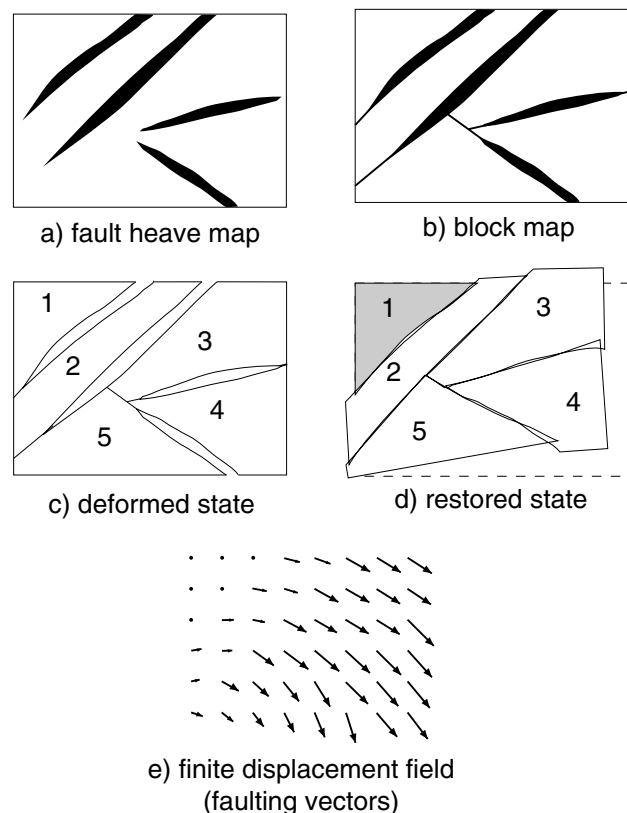 a) fault heave map
b) block map
1
2
3
4
5
c) deformed state
1
2
3
4
5
d) restored state
e) finite displacement field
(faulting vectors)